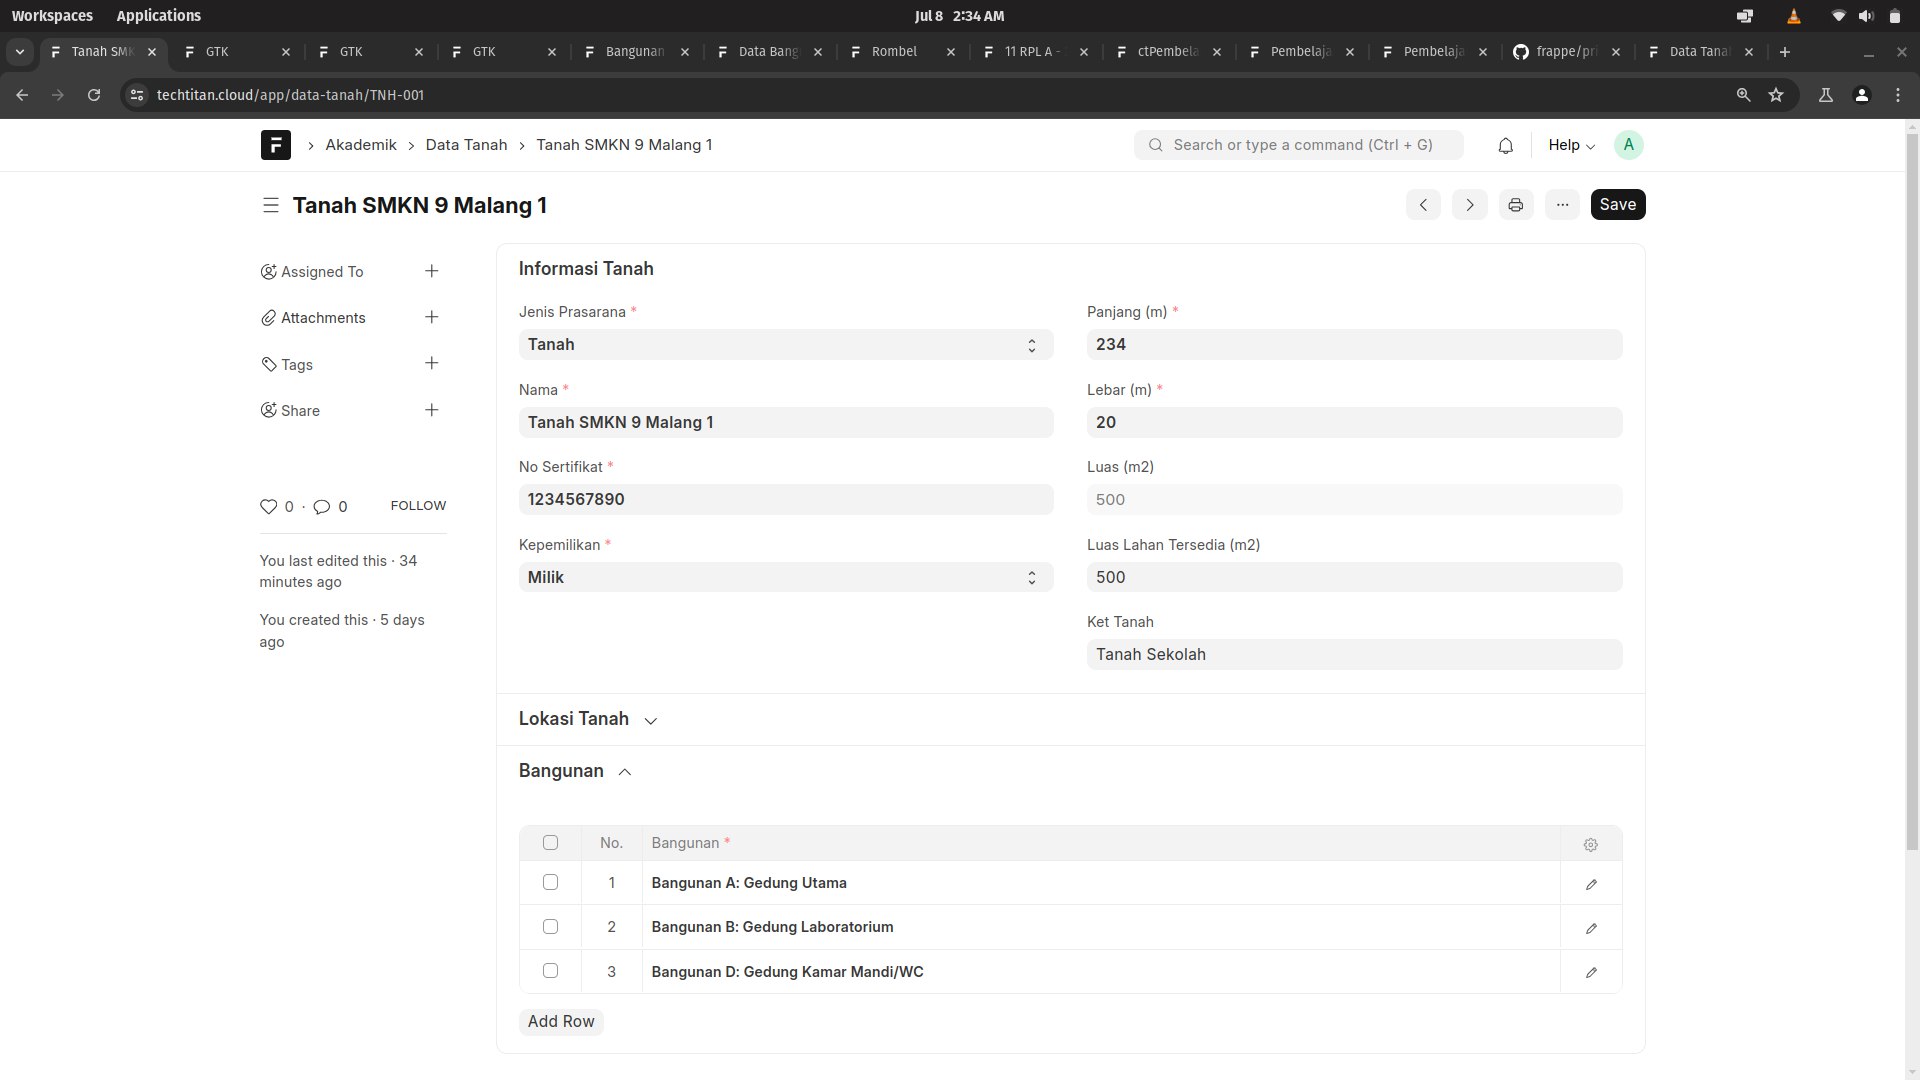 Workspaces Applications Jul 8 2:34 AM
Tanah SMK GTK GTK GTK Bangunan Data Bang Rombel 11 RPL A - ctPembela Pembelaja Pembelaja frappe/pri Data Tanah
techtitan.cloud/app/data-tanah/TNH-001
Akademik Data Tanah Tanah SMKN 9 Malang 1 Search or type a command (Ctrl + G) Help A
Tanah SMKN 9 Malang 1 Save
Assigned To
Attachments
Tags
Share
0 · 0 FOLLOW
You last edited this · 34
minutes ago
You created this · 5 days
ago
Informasi Tanah
Jenis Prasarana *
Tanah
Nama *
Tanah SMKN 9 Malang 1
No Sertifikat *
1234567890
Kepemilikan *
Milik
Panjang (m) *
234
Lebar (m) *
20
Luas (m2)
500
Luas Lahan Tersedia (m2)
500
Ket Tanah
Tanah Sekolah
Lokasi Tanah
Bangunan
No. Bangunan *
1 Bangunan A: Gedung Utama
2 Bangunan B: Gedung Laboratorium
3 Bangunan D: Gedung Kamar Mandi/WC
Add Row